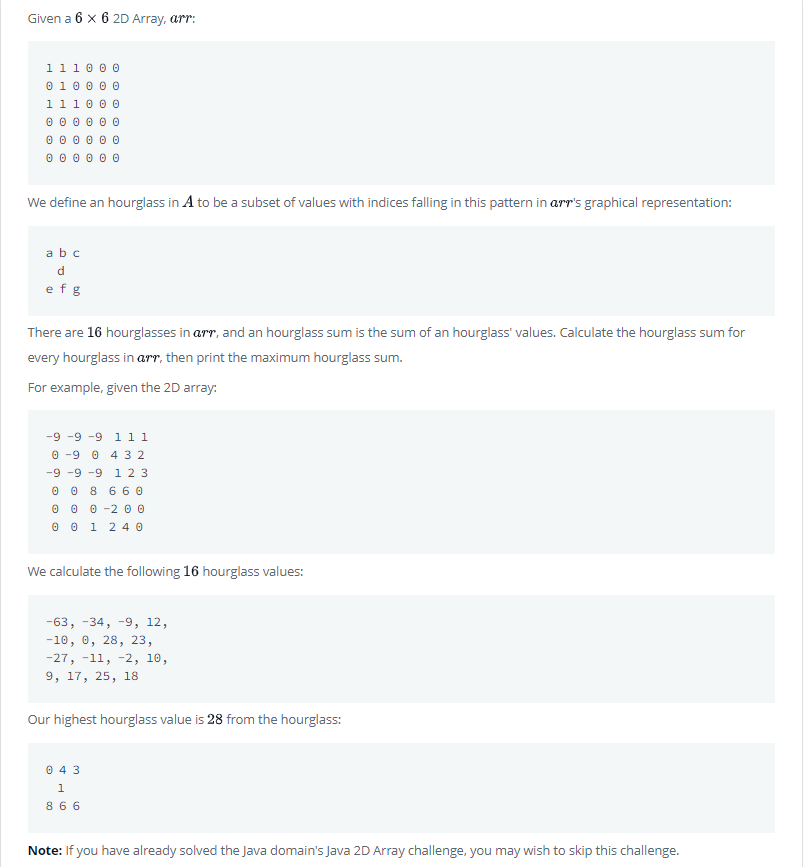 Given a 6 × 6 2D Array, arr:
1 1 1 0 0 0
0 1 0 0 0 0
1 1 1 0 0 0
0 0 0 0 0 0
0 0 0 0 0 0
0 0 0 0 0 0
We define an hourglass in A to be a subset of values with indices falling in this pattern in arr's graphical representation:
a b c
  d
e f g
There are 16 hourglasses in arr, and an hourglass sum is the sum of an hourglass' values. Calculate the hourglass sum for
every hourglass in arr, then print the maximum hourglass sum.
For example, given the 2D array:
-9 -9 -9  1 1 1
 0 -9  0  4 3 2
-9 -9 -9  1 2 3
 0  0  8  6 6 0
 0  0  0 -2 0 0
 0  0  1  2 4 0
We calculate the following 16 hourglass values:
-63, -34, -9, 12,
-10, 0, 28, 23,
-27, -11, -2, 10,
9, 17, 25, 18
Our highest hourglass value is 28 from the hourglass:
0 4 3
  1
8 6 6
Note: If you have already solved the Java domain's Java 2D Array challenge, you may wish to skip this challenge.